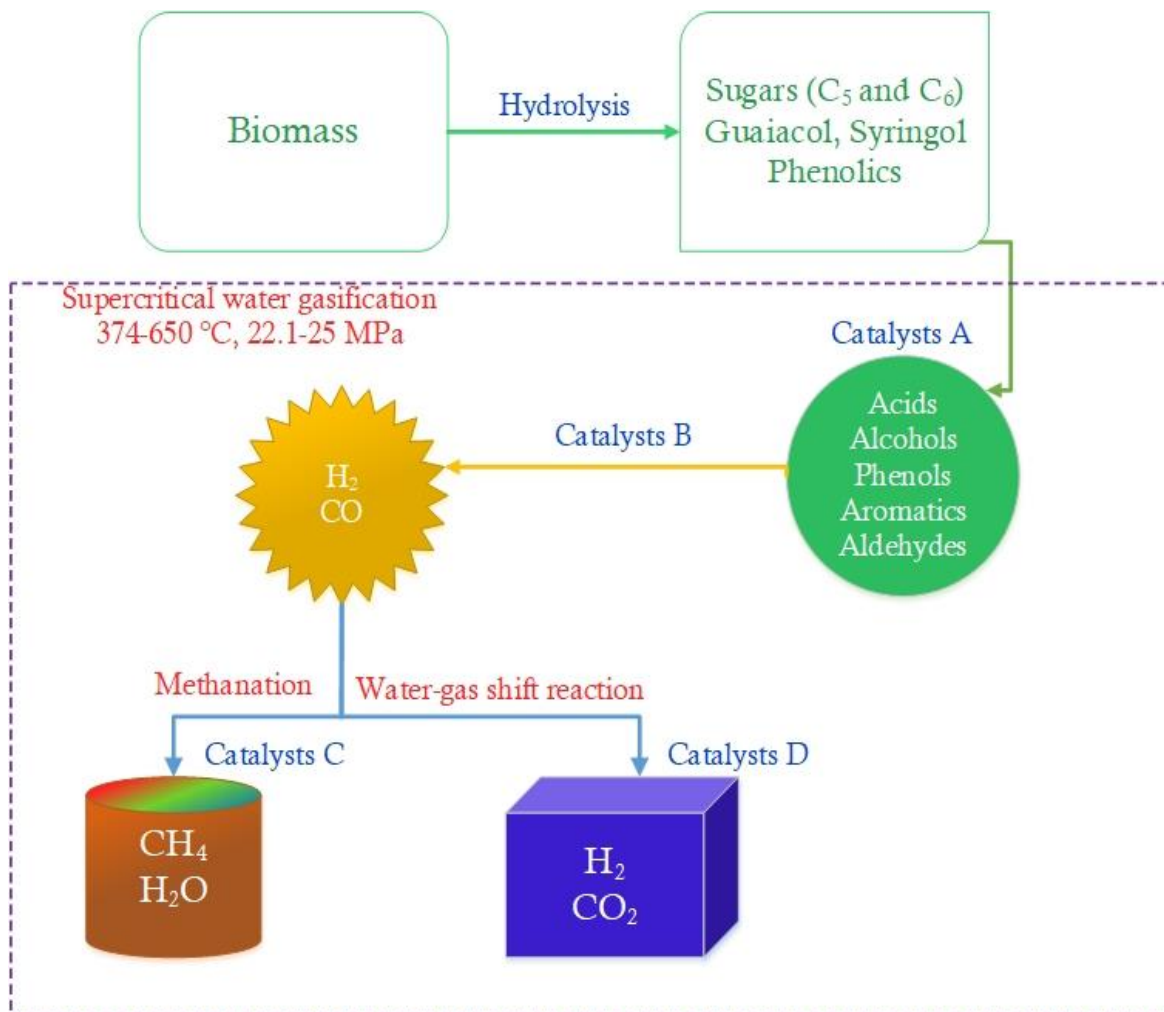 Biomass
Hydrolysis
Sugars (C₅ and C₆)
Guaiacol, Syringol
Phenolics
Supercritical water gasification
374-650 °C, 22.1-25 MPa
Catalysts A
Acids
Alcohols
Phenols
Aromatics
Aldehydes
Catalysts B
H₂
CO
Methanation
Water-gas shift reaction
Catalysts C
Catalysts D
CH₄
H₂O
H₂
CO₂